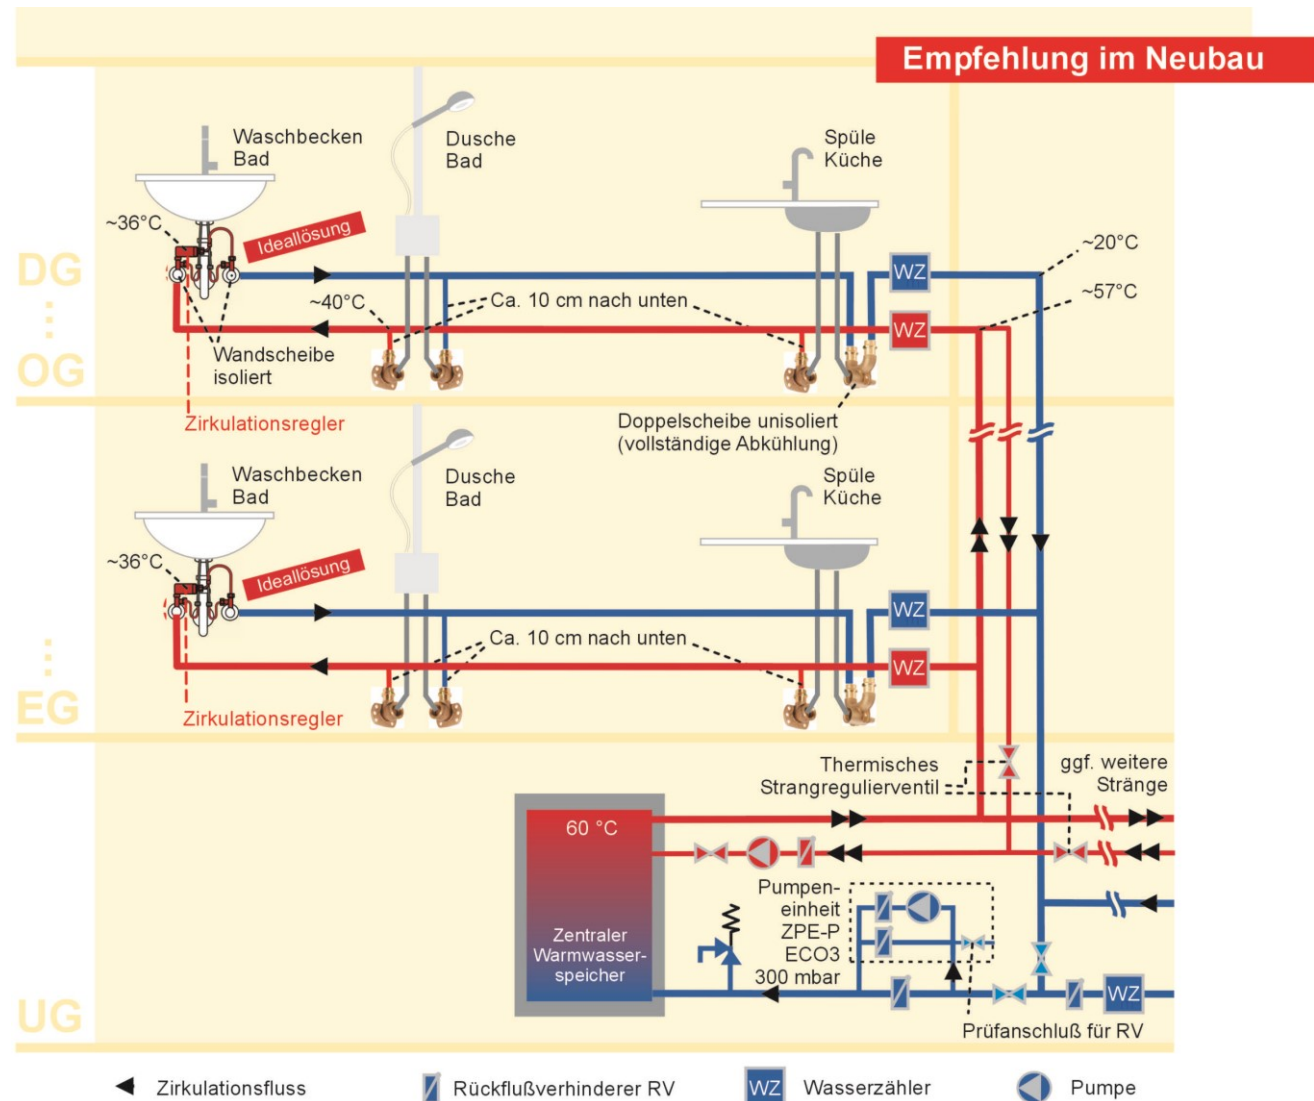 Empfehlung im Neubau
Waschbecken
Bad
Dusche
Bad
Spüle
Küche
~36°C
Ideallösung
~20°C
DG
WZ
~40°C
Ca. 10 cm nach unten
~57°C
WZ
Wandscheibe
isoliert
OG
Zirkulationsregler
Doppelscheibe unisoliert
(vollständige Abkühlung)
Waschbecken
Bad
Dusche
Bad
Spüle
Küche
~36°C
Ideallösung
WZ
Ca. 10 cm nach unten
WZ
EG
Zirkulationsregler
Thermisches
Strangregulierventil
ggf. weitere
Stränge
60 °C
Zentraler
Warmwasser-
speicher
Pumpen-
einheit
ZPE-P
ECO3
300 mbar
WZ
UG
Prüfanschluß für RV
Zirkulationsfluss
Rückflußverhinderer RV
WZ Wasserzähler
Pumpe